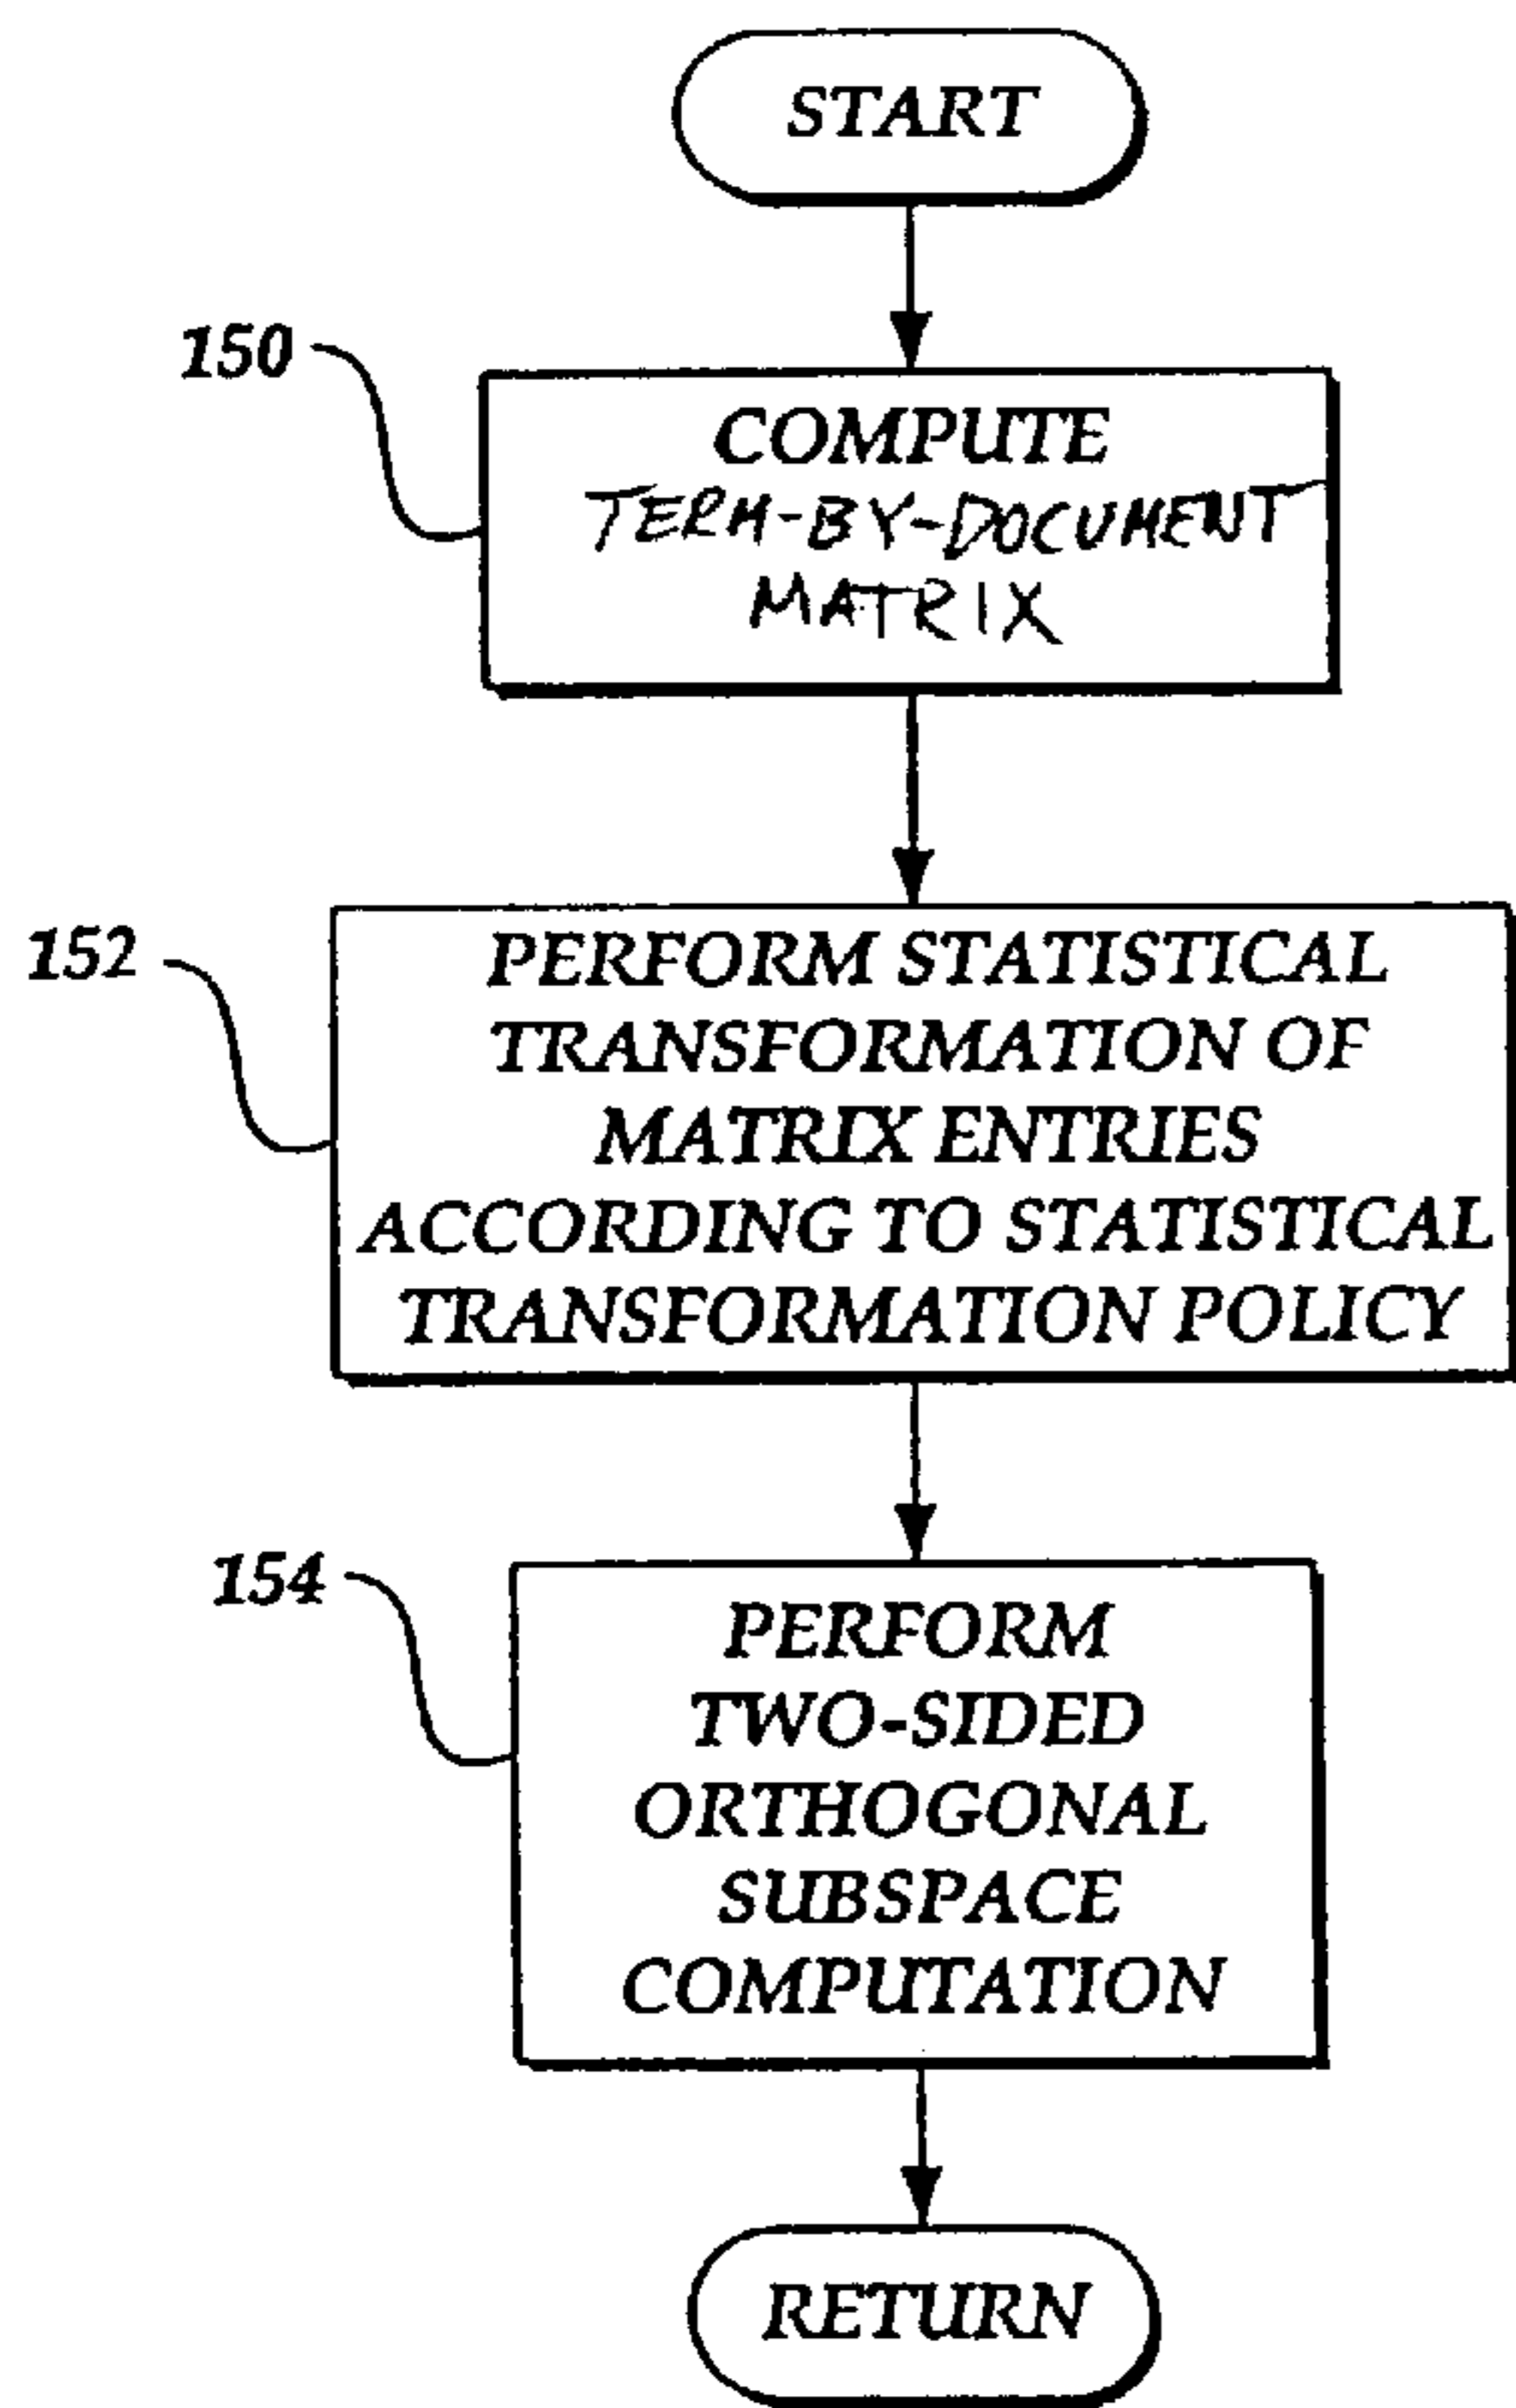 START
150
COMPUTE
TERM-BY-DOCUMENT
MATRIX
152
PERFORM STATISTICAL
TRANSFORMATION OF
MATRIX ENTRIES
ACCORDING TO STATISTICAL
TRANSFORMATION POLICY
154
PERFORM
TWO-SIDED
ORTHOGONAL
SUBSPACE
COMPUTATION
RETURN